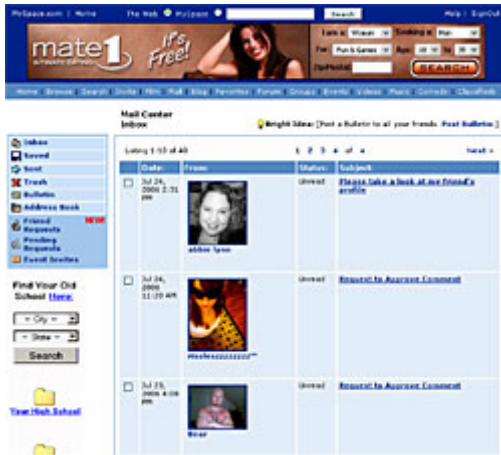 MySpace.com | Home
The Web MySpace
Search
Help | SignOut
mate1
INTIMATE DATING
It's
Free!
I am a: Woman Seeking a: Man
For: Fun & Games Age: to
Zip/Postal:
SEARCH
Home Browse Search Invite Film Mail Blog Favorites Forum Groups Events Videos Music Comedy Classifieds
Mail Center
Inbox
Bright Idea: [Post a Bulletin to all your friends. Post Bulletin]
Inbox
Saved
Sent
Trash
Bulletin
Address Book
Friend
Requests
NEW!
Pending
Requests
Event Invites
Find Your Old
School Here:
- City -
- State -
Search
Your High School
Listing 1-10 of 40
1 2 3 4 of 4
Next >
Date:
From:
Status:
Subject:
Jul 24,
2006 2:31
PM
abbie lynn
Unread
Please take a look at my friend's
profile
Jul 24,
2006
11:20 AM
Unread
Request to Approve Comment
Jul 23,
2006 4:08
PM
Bear
Unread
Request to Approve Comment